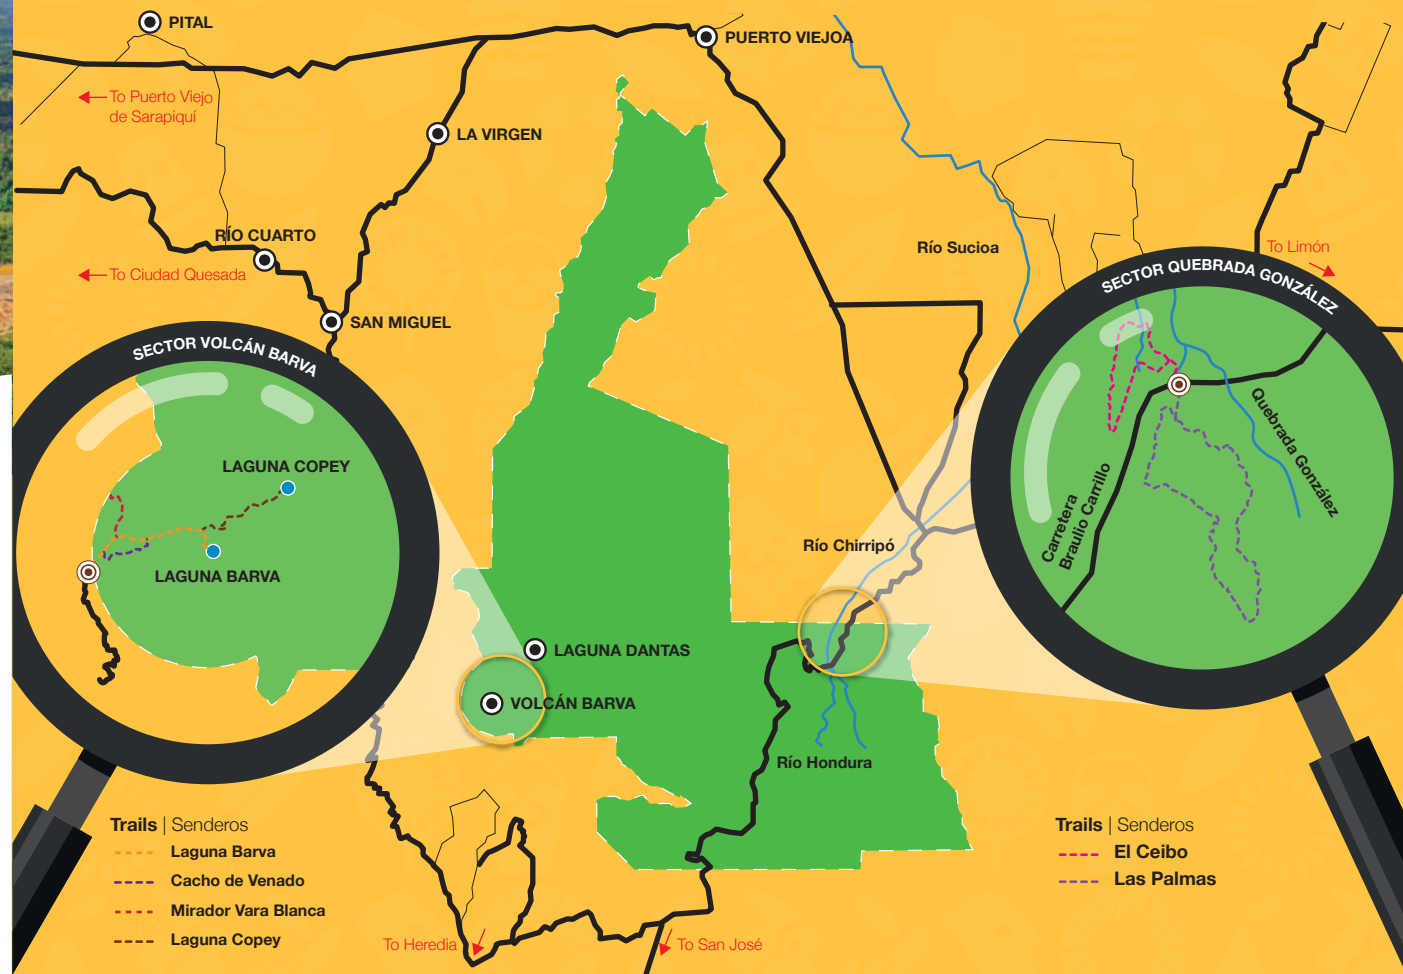 PITAL
PUERTO VIEJOA
To Puerto Viejo
de Sarapiquí
LA VIRGEN
RÍO CUARTO
To Ciudad Quesada
SAN MIGUEL
Río Sucioa
To Limón
SECTOR VOLCÁN BARVA
LAGUNA COPEY
LAGUNA BARVA
SECTOR QUEBRADA GONZÁLEZ
Quebrada González
Carretera
Braulio Carrillo
Río Chirripó
LAGUNA DANTAS
VOLCÁN BARVA
Río Hondura
Trails | Senderos
Laguna Barva
Cacho de Venado
Mirador Vara Blanca
Laguna Copey
To Heredia
To San José
Trails | Senderos
El Ceibo
Las Palmas